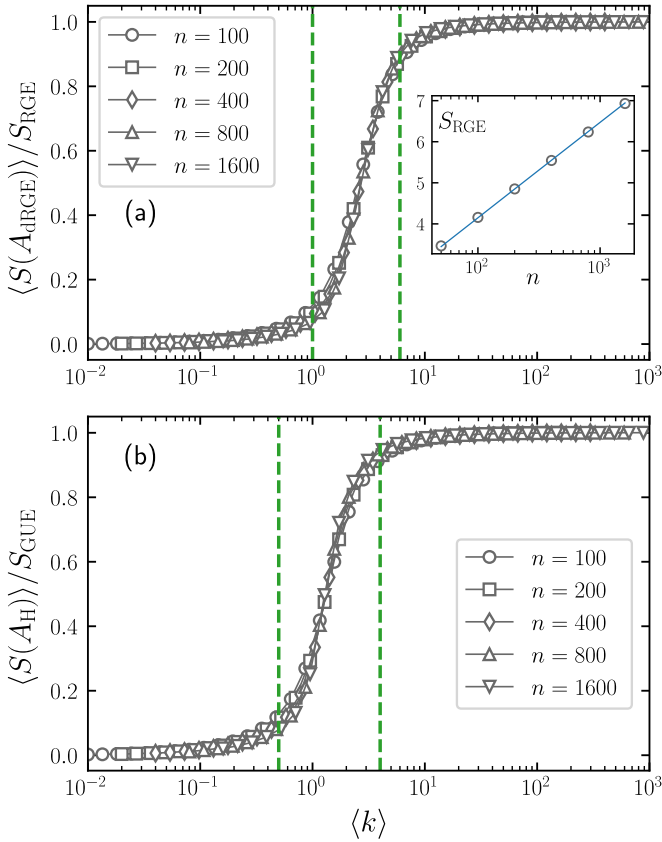 n = 100
n = 200
n = 400
n = 800
n = 1600
(a)
⟨S(A_dRGE)⟩/S_RGE
1.0
0.8
0.6
0.4
0.2
0.0
10^−2
10^−1
10^0
10^1
10^2
10^3
S_RGE
7
6
5
4
10^2
10^3
n
(b)
⟨S(A_H)⟩/S_GUE
1.0
0.8
0.6
0.4
0.2
0.0
n = 100
n = 200
n = 400
n = 800
n = 1600
10^−2
10^−1
10^0
10^1
10^2
10^3
⟨k⟩